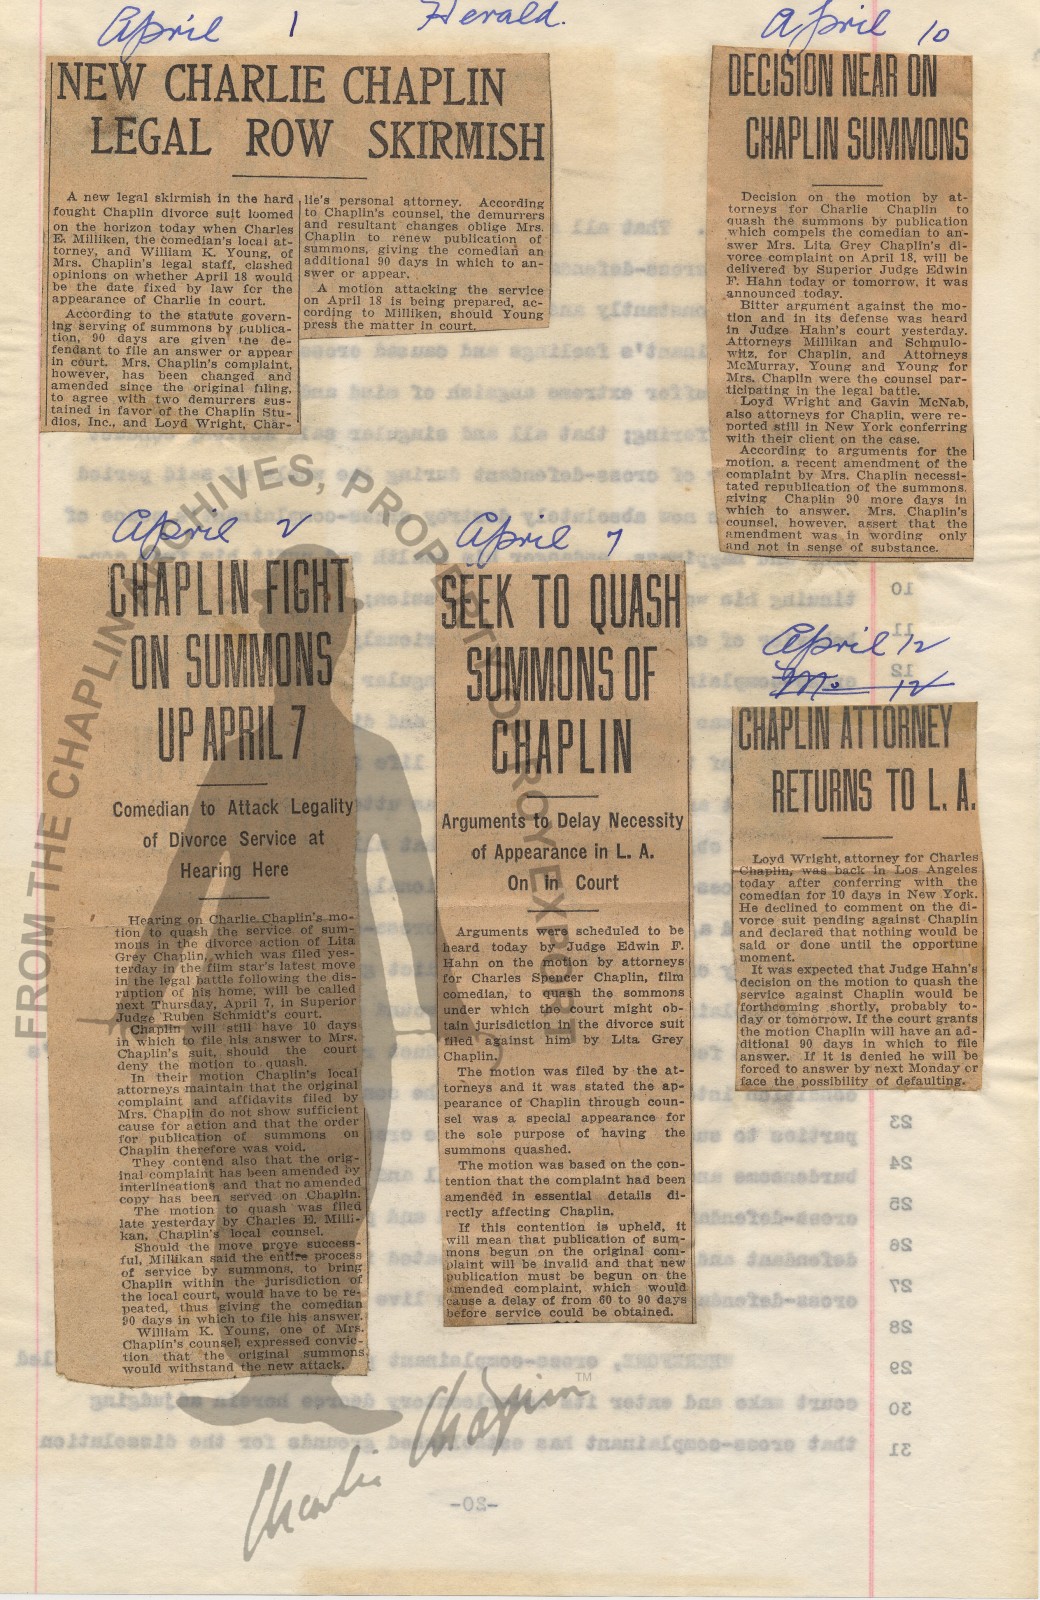 April 1 Herald.
NEW CHARLIE CHAPLIN
LEGAL ROW SKIRMISH
A new legal skirmish in the hard
fought Chaplin divorce suit loomed
on the horizon today when Charles
E. Milliken, the comedian's local at-
torney, and William K. Young, of
Mrs. Chaplin's legal staff, clashed
opinions on whether April 18 would
be the date fixed by law for the
appearance of Charlie in court.
According to the statute govern-
ing serving of summons by publica-
tion, 90 days are given the de-
fendant to file an answer or appear
in court. Mrs. Chaplin's complaint,
however, has been changed and
amended since the original filing,
to agree with two demurrers sus-
tained in favor of the Chaplin Stu-
dios, Inc., and Loyd Wright, Char-
lie's personal attorney. According
to Chaplin's counsel, the demurrers
and resultant changes oblige Mrs.
Chaplin to renew publication of
summons, giving the comedian an
additional 90 days in which to an-
swer or appear.
A motion attacking the service
on April 18 is being prepared, ac-
cording to Milliken, should Young
press the matter in court.
April 10
DECISION NEAR ON
CHAPLIN SUMMONS
Decision on the motion by at-
torneys for Charlie Chaplin to
quash the summons by publication
which compels the comedian to an-
swer Mrs. Lita Grey Chaplin's di-
vorce complaint on April 18, will be
delivered by Superior Judge Edwin
F. Hahn today or tomorrow, it was
announced today.
Bitter argument against the mo-
tion and in its defense was heard
in Judge Hahn's court yesterday.
Attorneys Millikan and Schmulo-
witz, for Chaplin, and Attorneys
McMurray, Young and Young for
Mrs. Chaplin were the counsel par-
ticipating in the legal battle.
Loyd Wright and Gavin McNab,
also attorneys for Chaplin, were re-
ported still in New York conferring
with their client on the case.
According to arguments for the
motion, a recent amendment of the
complaint by Mrs. Chaplin necessi-
tated republication of the summons,
giving Chaplin 90 more days in
which to answer. Mrs. Chaplin's
counsel, however, assert that the
amendment was in wording only
and not in sense of substance.
April 2
CHAPLIN FIGHT
ON SUMMONS
UP APRIL 7
Comedian to Attack Legality
of Divorce Service at
Hearing Here
Hearing on Charlie Chaplin's mo-
tion to quash the service of sum-
mons in the divorce action of Lita
Grey Chaplin, which was filed yes-
terday in the film star's latest move
in the legal battle following the dis-
ruption of his home, will be called
next Thursday, April 7, in Superior
Judge Ruben Schmidt's court.
Chaplin will still have 10 days
in which to file his answer to Mrs.
Chaplin's suit, should the court
deny the motion to quash.
In their motion Chaplin's local
attorneys maintain that the original
complaint and affidavits filed by
Mrs. Chaplin do not show sufficient
cause for action and that the order
for publication of summons on
Chaplin therefore was void.
They contend also that the orig-
inal complaint has been amended by
interlineations and that no amended
copy has been served on Chaplin.
The motion to quash was filed
late yesterday by Charles E. Milli-
kan, Chaplin's local counsel.
Should the move prove success-
ful, Millikan said the entire process
of service by summons, to bring
Chaplin within the jurisdiction of
the local court, would have to be re-
peated, thus giving the comedian
90 days in which to file his answer.
William K. Young, one of Mrs.
Chaplin's counsel, expressed convic-
tion that the original summons
would withstand the new attack.
April 7
SEEK TO QUASH
SUMMONS OF
CHAPLIN
Arguments to Delay Necessity
of Appearance in L. A.
On in Court
Arguments were scheduled to be
heard today by Judge Edwin F.
Hahn on the motion by attorneys
for Charles Spencer Chaplin, film
comedian, to quash the sommons
under which the court might ob-
tain jurisdiction in the divorce suit
filed against him by Lita Grey
Chaplin.
The motion was filed by the at-
torneys and it was stated the ap-
pearance of Chaplin through coun-
sel was a special appearance for
the sole purpose of having the
summons quashed.
The motion was based on the con-
tention that the complaint had been
amended in essential details di-
rectly affecting Chaplin.
If this contention is upheld, it
will mean that publication of sum-
mons begun on the original com-
plaint will be invalid and that new
publication must be begun on the
amended complaint, which would
cause a delay of from 60 to 90 days
before service could be obtained.
April 12
CHAPLIN ATTORNEY
RETURNS TO L. A.
Loyd Wright, attorney for Charles
Chaplin, was back in Los Angeles
today after conferring with the
comedian for 10 days in New York.
He declined to comment on the di-
vorce suit pending against Chaplin
and declared that nothing would be
said or done until the opportune
moment.
It was expected that Judge Hahn's
decision on the motion to quash the
service against Chaplin would be
forthcoming shortly, probably to-
day or tomorrow. If the court grants
the motion Chaplin will have an ad-
ditional 90 days in which to file
answer. If it is denied he will be
forced to answer by next Monday or
face the possibility of defaulting.
FROM THE CHAPLIN ARCHIVES, PROPERTY OF ROY EXPORT
Charlie Chaplin™